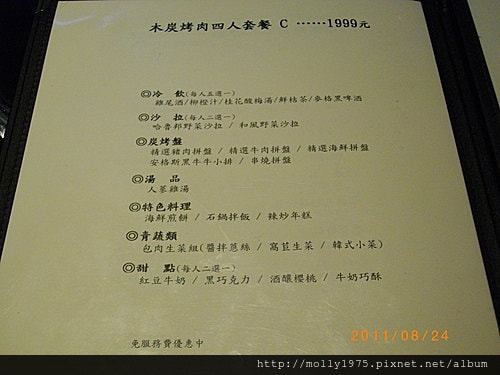 木炭烤肉四人套餐 C ……1999元
◎冷 飲(每人五選一)
雞尾酒/柳橙汁/桂花酸梅湯/鮮桔茶/麥格黑啤酒
◎沙 拉(每人二選一)
哈魯邦野菜沙拉 / 和風野菜沙拉
◎炭烤盤
精選豬肉拼盤 / 精選牛肉拼盤 / 精選海鮮拼盤
安格斯黑牛牛小排 / 串燒拼盤
◎湯 品
人蔘雞湯
◎特色料理
海鮮煎餅 / 石鍋拌飯 / 辣炒年糕
◎青蔬類
包肉生菜組(醬拌蔥絲 / 萵苣生菜 / 韓式小菜)
◎甜 點(每人二選一)
紅豆牛奶 / 黑巧克力 / 酒釀櫻桃 / 牛奶巧酥
免服務費優惠中
2011/08/24
http://molly1975.pixnet.net/album